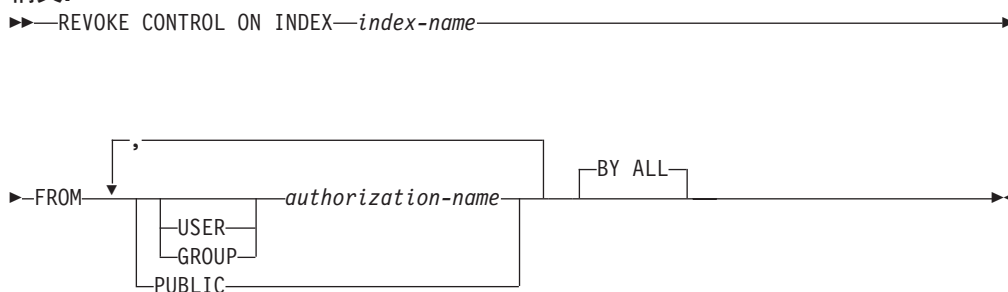 REVOKE CONTROL ON INDEX index-name
,
BY ALL
FROM authorization-name
USER
GROUP
PUBLIC